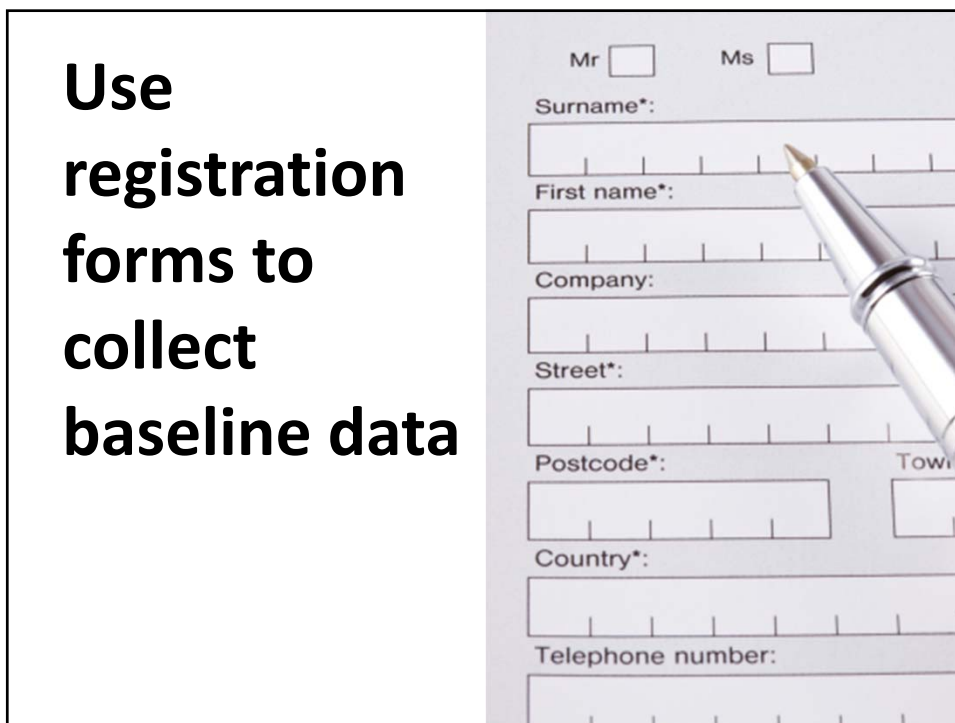 Use
registration
forms to
collect
baseline data
Mr Ms
Surname*:
First name*:
Company:
Street*:
Postcode*:
Country*:
Telephone number: